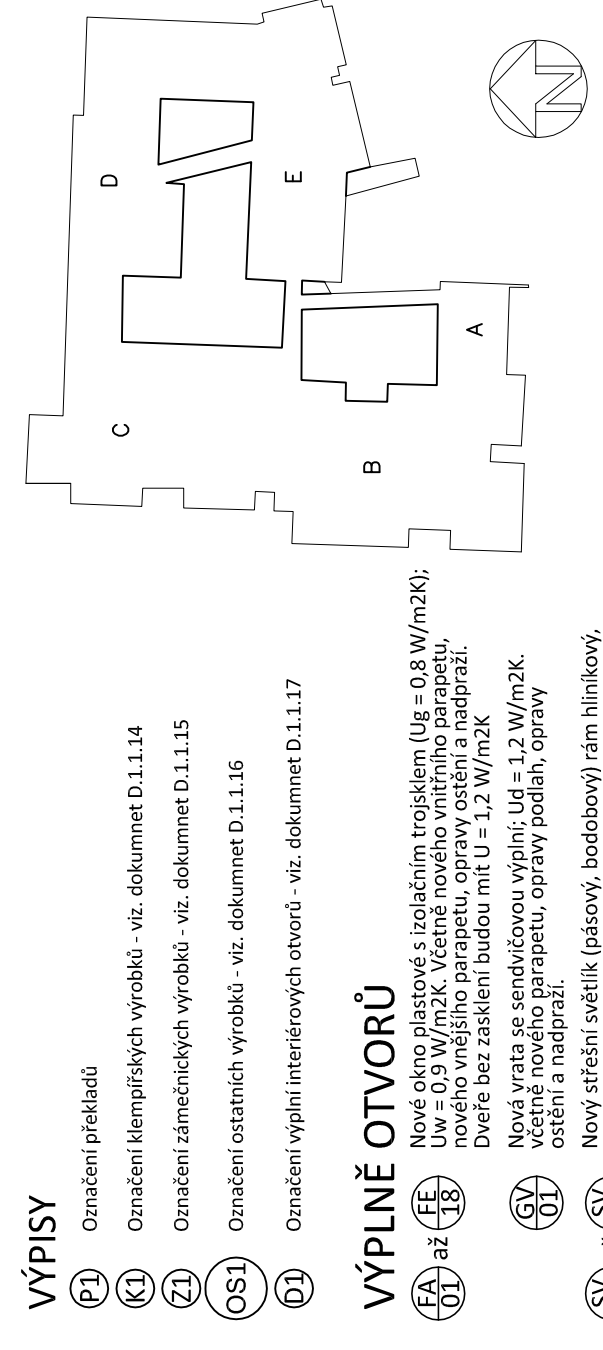 VÝPISY
P1 Označení překladů
K1 Označení klempířských výrobků - viz. dokumnet D.1.1.14
Z1 Označení zámečnických výrobků - viz. dokumnet D.1.1.15
OS1 Označení ostatních výrobků - viz. dokumnet D.1.1.16
D1 Označení výplní interiérových otvorů - viz. dokumnet D.1.1.17
VÝPLNĚ OTVORŮ
FA 01 až FE 18
Nové okno plastové s izolačním trojsklem (Ug = 0,8 W/m2K);
Uw = 0,9 W/m2K. Včetně nového vnitřního parapetu,
nového vnějšího parapetu, opravy ostění a nadpraží.
Dveře bez zasklení budou mít U = 1,2 W/m2K
GV 01
Nová vrata se sendvičovou výplní; Ud = 1,2 W/m2K.
včetně nového parapetu, opravy podlah, opravy
ostění a nadpraží.
SV SV
Nový střešní světlík (pásový, bodobový) rám hliníkový,
A
B
C
D
E
N